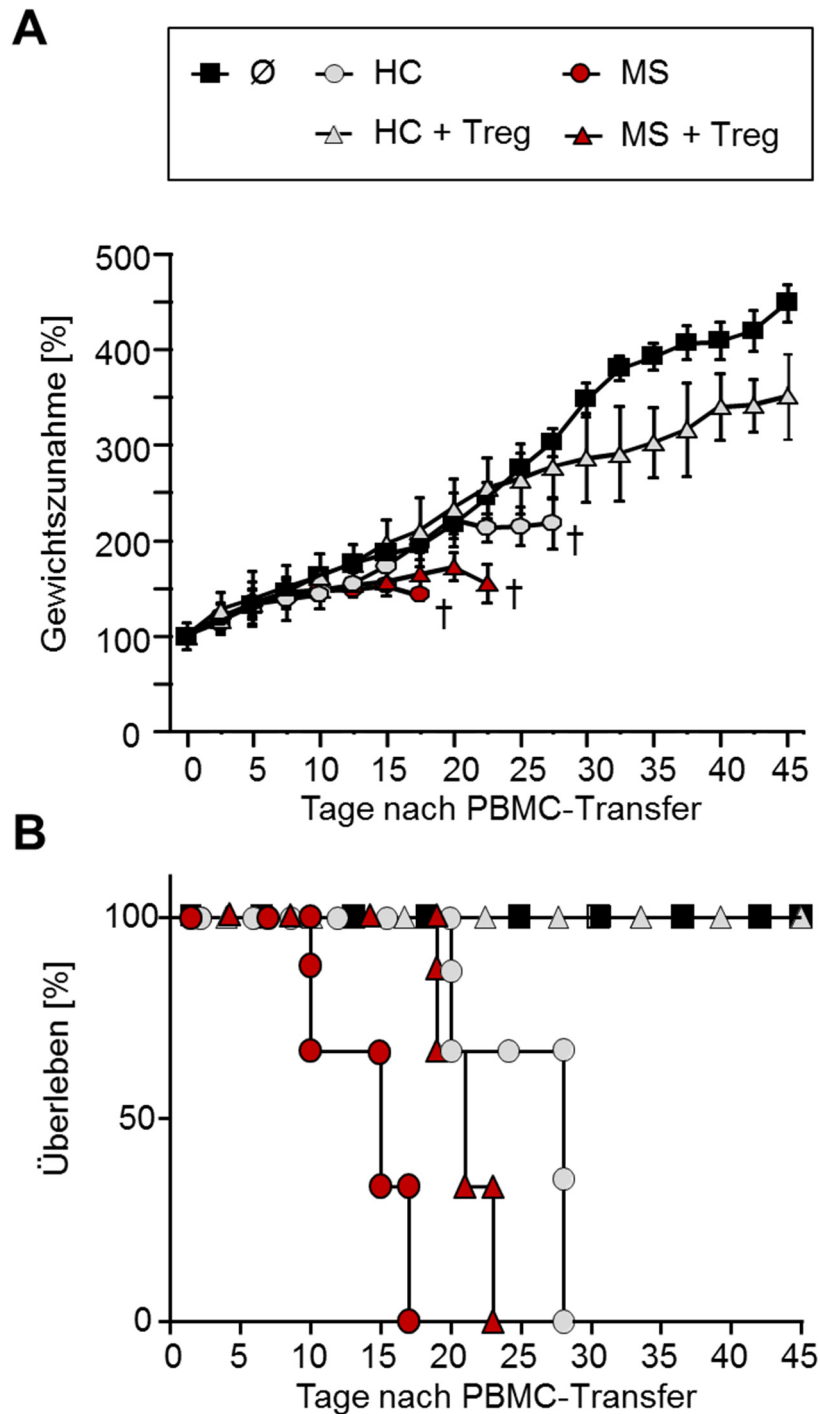 A
Ø HC MS
HC + Treg MS + Treg
Gewichtszunahme [%]
500
400
300
200
100
0
† † †
0 5 10 15 20 25 30 35 40 45
Tage nach PBMC-Transfer
B
Überleben [%]
100
50
0
0 5 10 15 20 25 30 35 40 45
Tage nach PBMC-Transfer